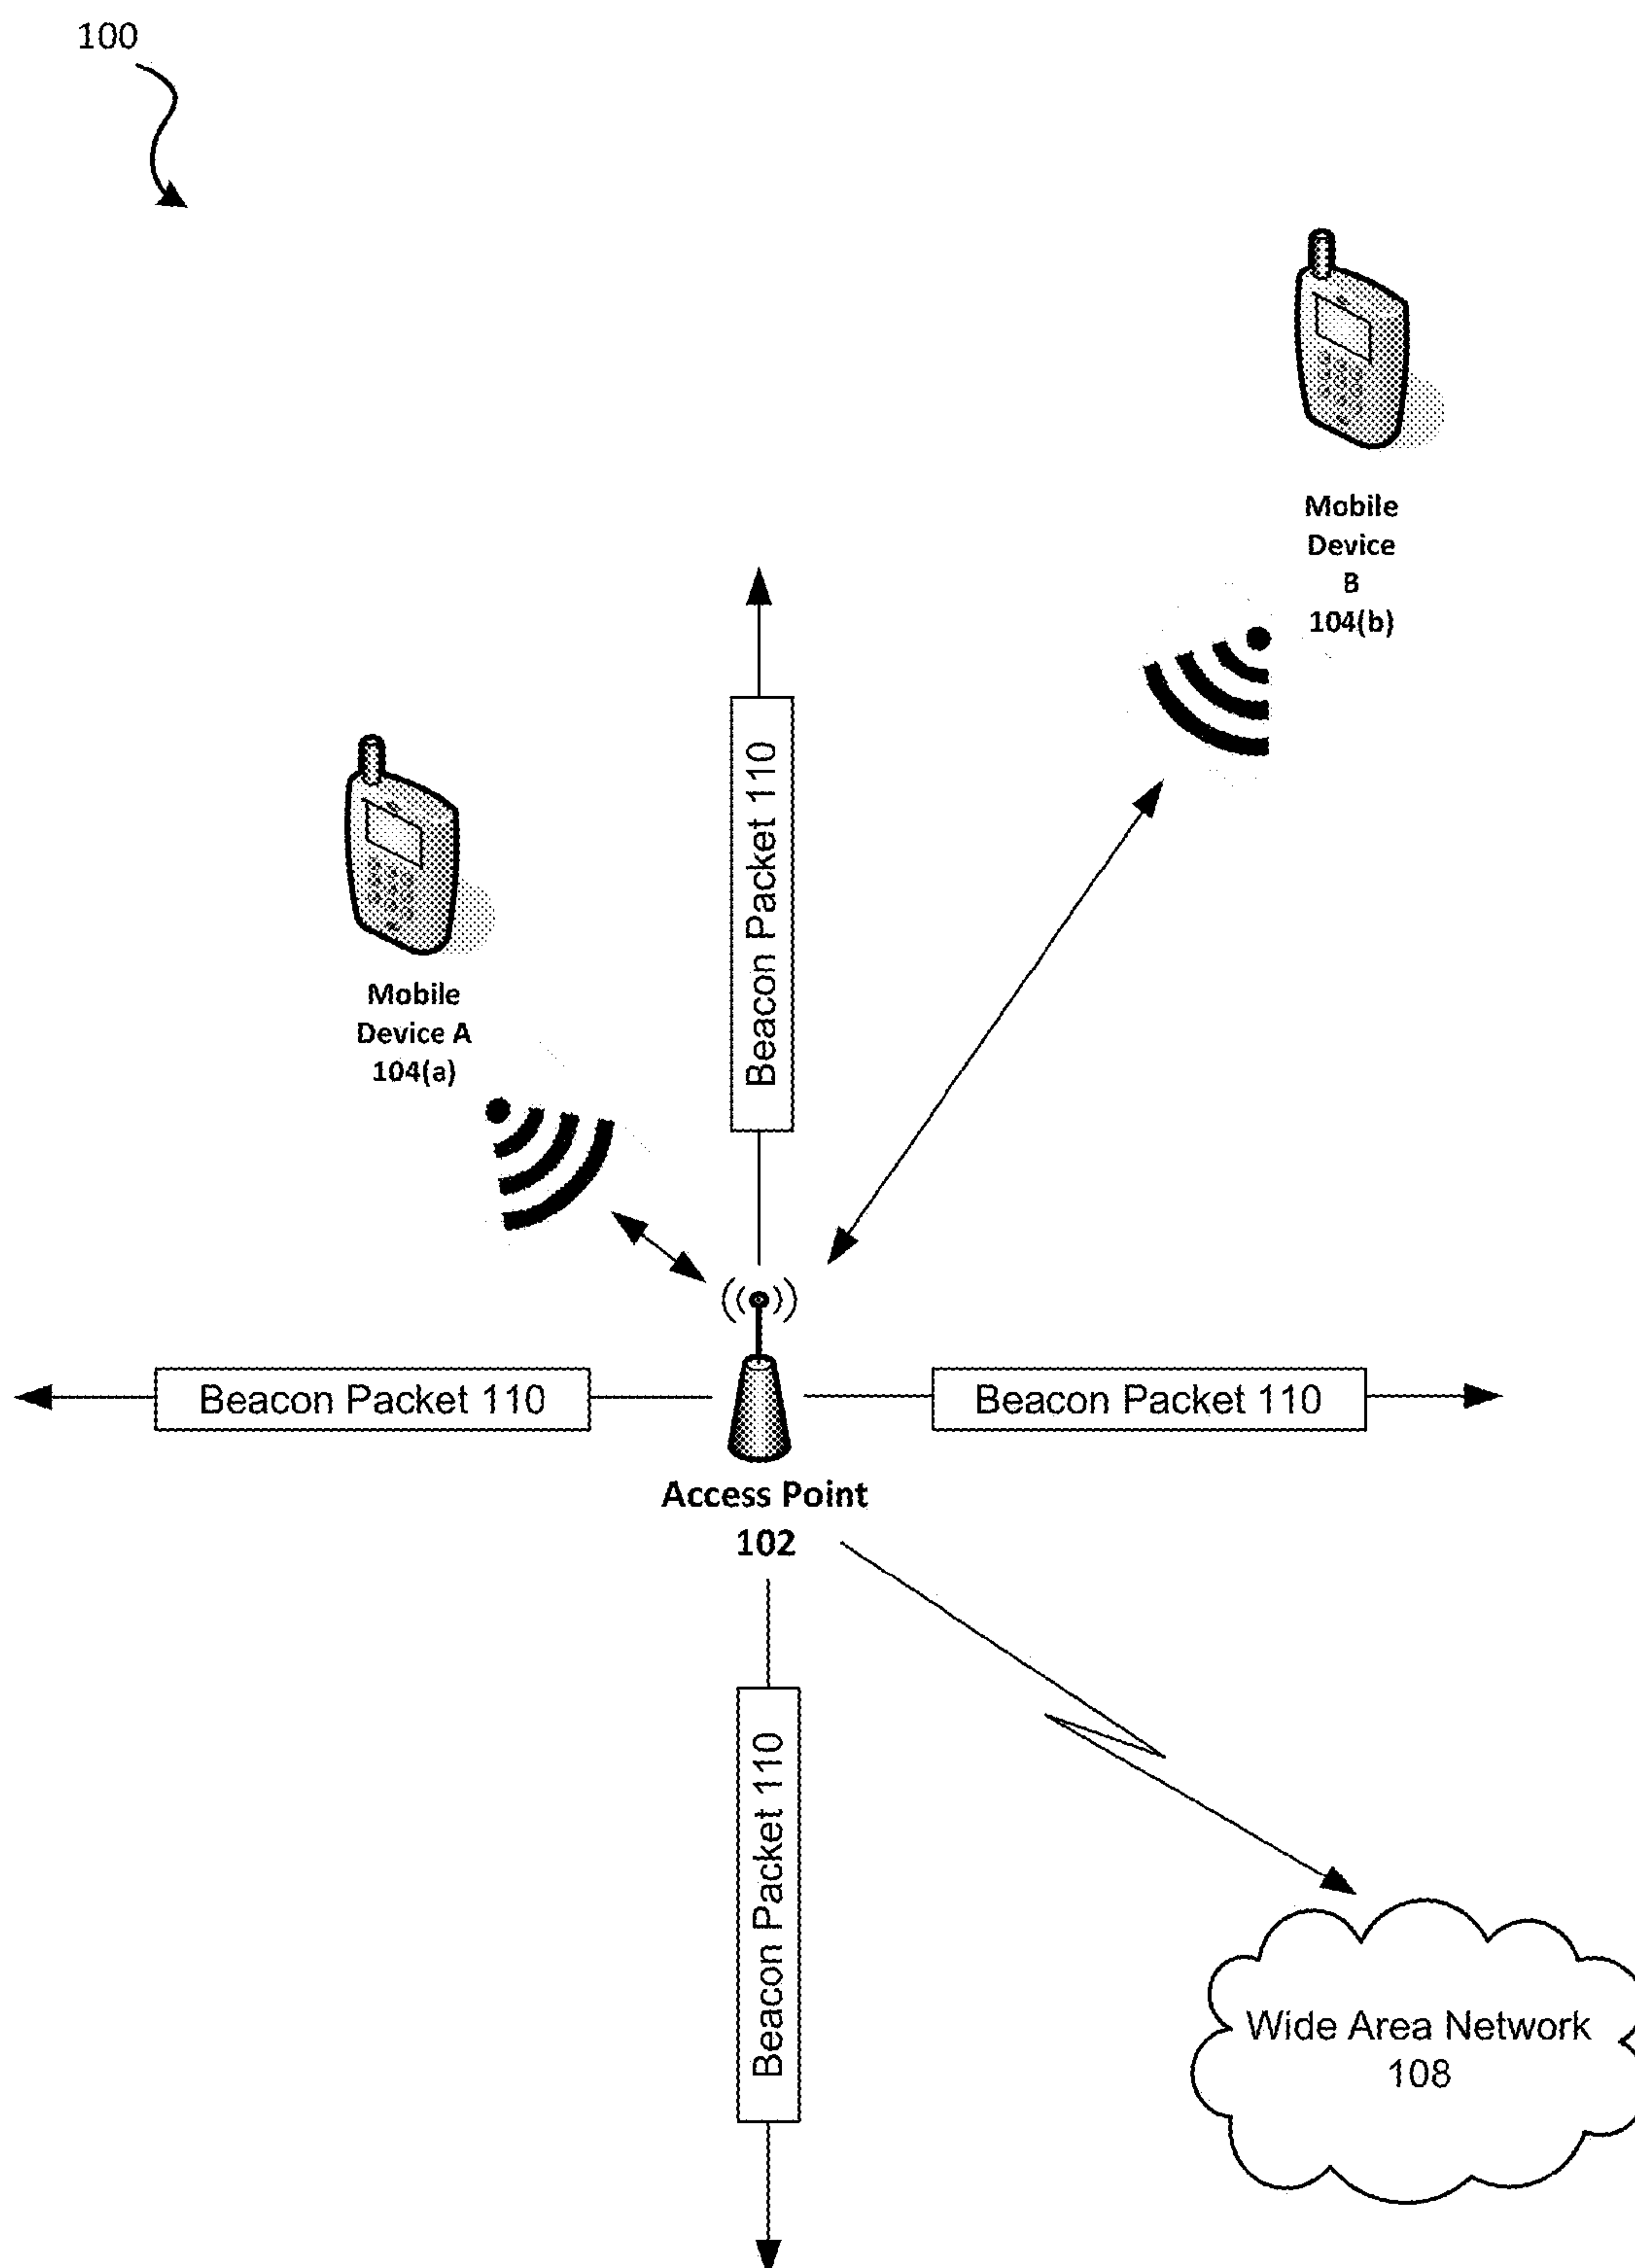 100
Mobile
Device
B
104(b)
Beacon Packet 110
Mobile
Device A
104(a)
Beacon Packet 110
Beacon Packet 110
Access Point
102
Beacon Packet 110
Wide Area Network
108